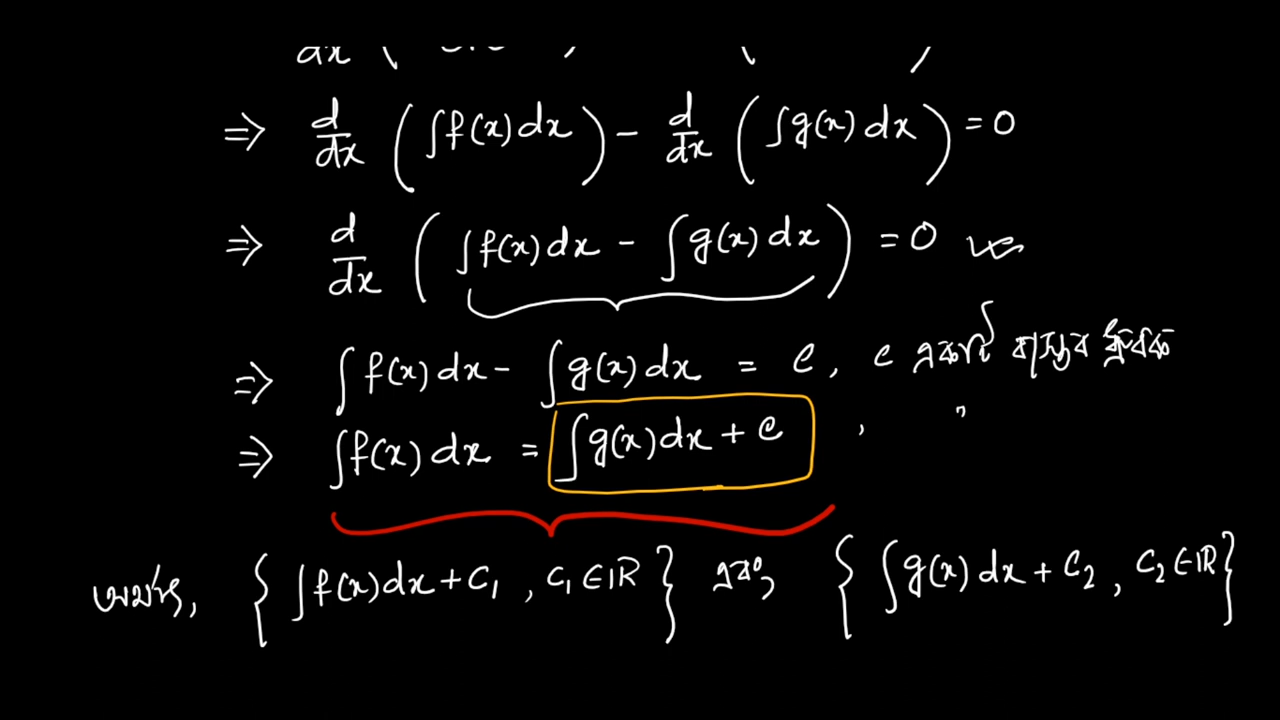 ⇒ d/dx (∫f(x)dx) − d/dx (∫g(x)dx) = 0
⇒ d/dx (∫f(x)dx − ∫g(x)dx) = 0
⇒ ∫f(x)dx − ∫g(x)dx = c, c একটি বাস্তব ধ্রুবক
⇒ ∫f(x)dx = ∫g(x)dx + c , "
অর্থাৎ, {∫f(x)dx + C₁, C₁ ∈ ℝ} এবং {∫g(x)dx + C₂, C₂ ∈ ℝ}